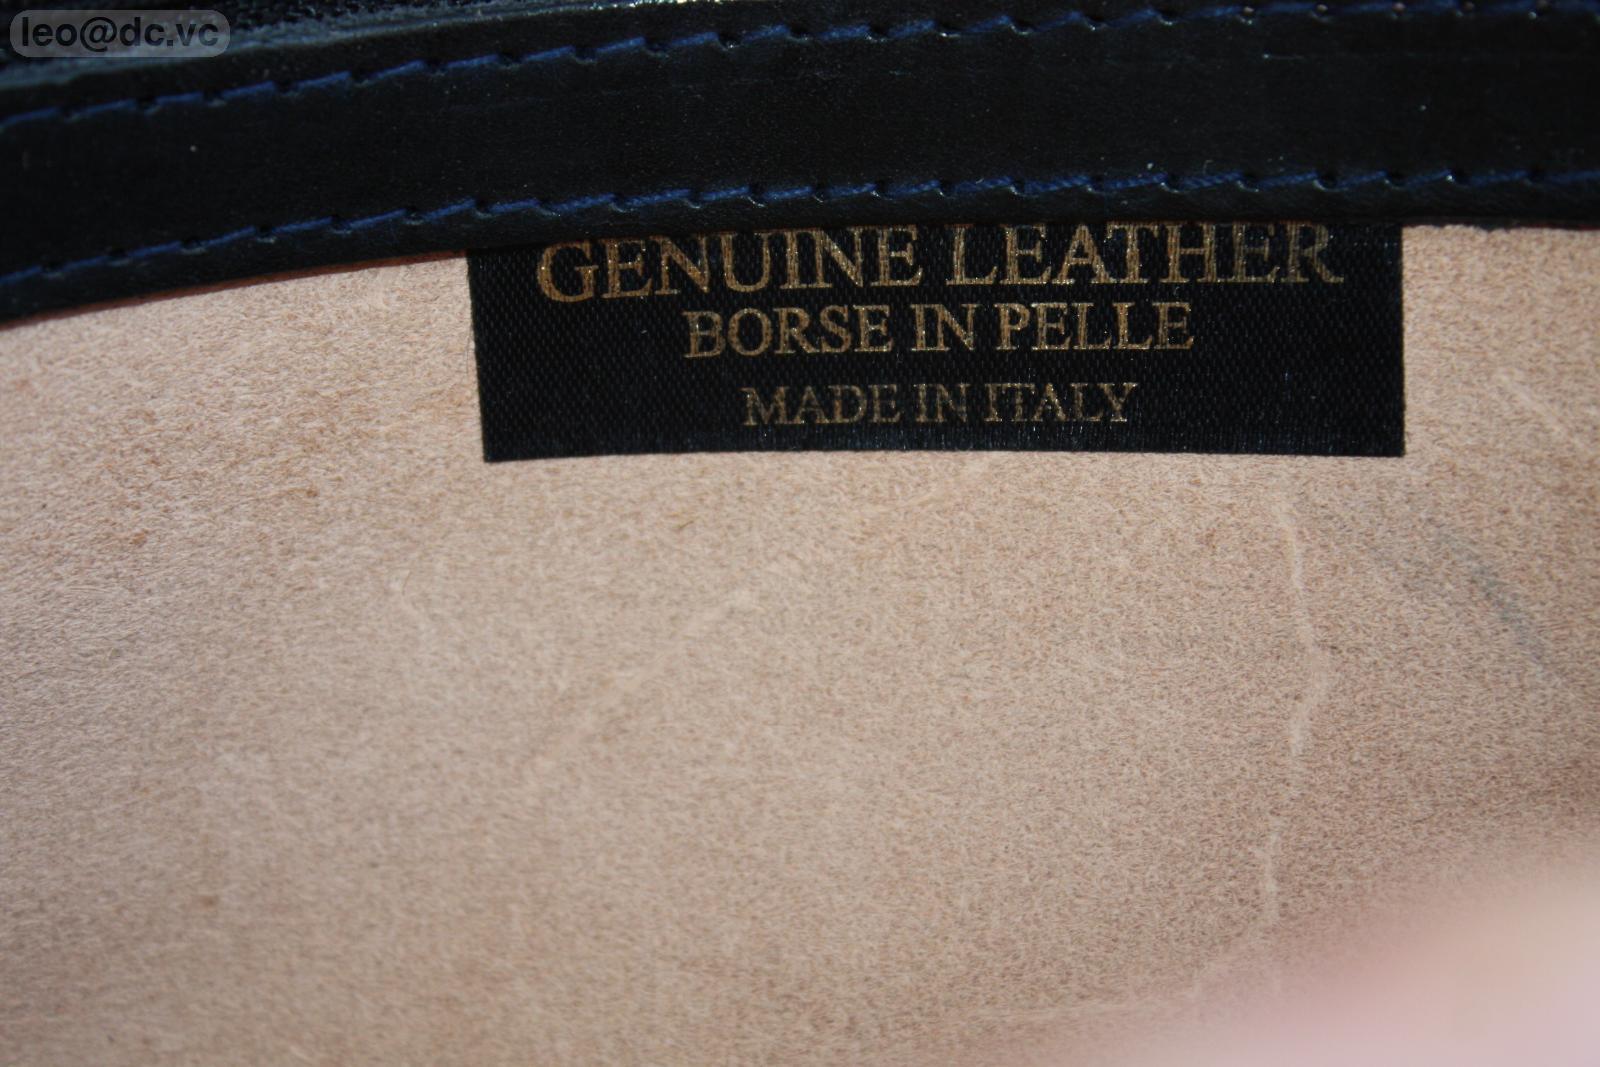 leo@dc.vc
GENUINE LEATHER
BORSE IN PELLE
MADE IN ITALY